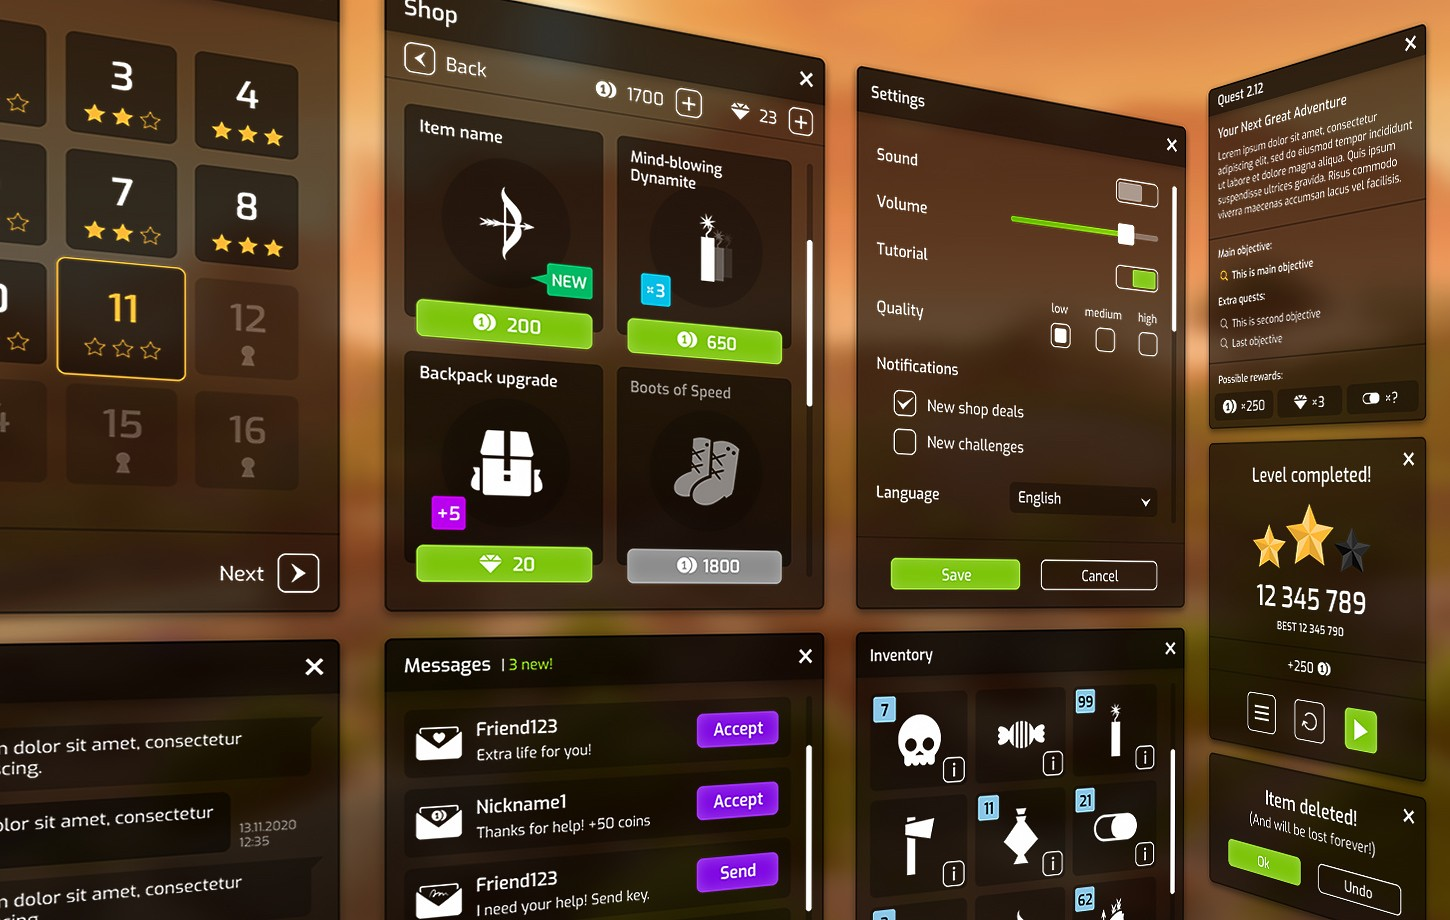 3
4
7
8
11
12
15
16
Next
Shop
Back
1700
23
Item name
NEW
200
Mind-blowing
Dynamite
×3
650
Backpack upgrade
+5
20
Boots of Speed
1800
Settings
Sound
Volume
Tutorial
Quality
low medium high
Notifications
New shop deals
New challenges
Language
English
Save
Cancel
Quest 2.12
Your Next Great Adventure
Lorem ipsum dolor sit amet, consectetur
adipiscing elit, sed do eiusmod tempor incididunt
ut labore et dolore magna aliqua. Quis ipsum
suspendisse ultrices gravida. Risus commodo
viverra maecenas accumsan lacus vel facilisis.
Main objective:
This is main objective
Extra quests:
This is second objective
Last objective
Possible rewards:
×250
×3
×?
Level completed!
12 345 789
BEST 12 345 790
+250
Item deleted!
(And will be lost forever!)
Ok
Undo
dolor sit amet, consectetur
cing.
olor sit amet, consectetur
13.11.2020
12:35
dolor sit amet, consectetur
Messages | 3 new!
Friend123
Extra life for you!
Accept
Nickname1
Thanks for help! +50 coins
Accept
Friend123
I need your help! Send key.
Send
Inventory
7
99
11
21
62